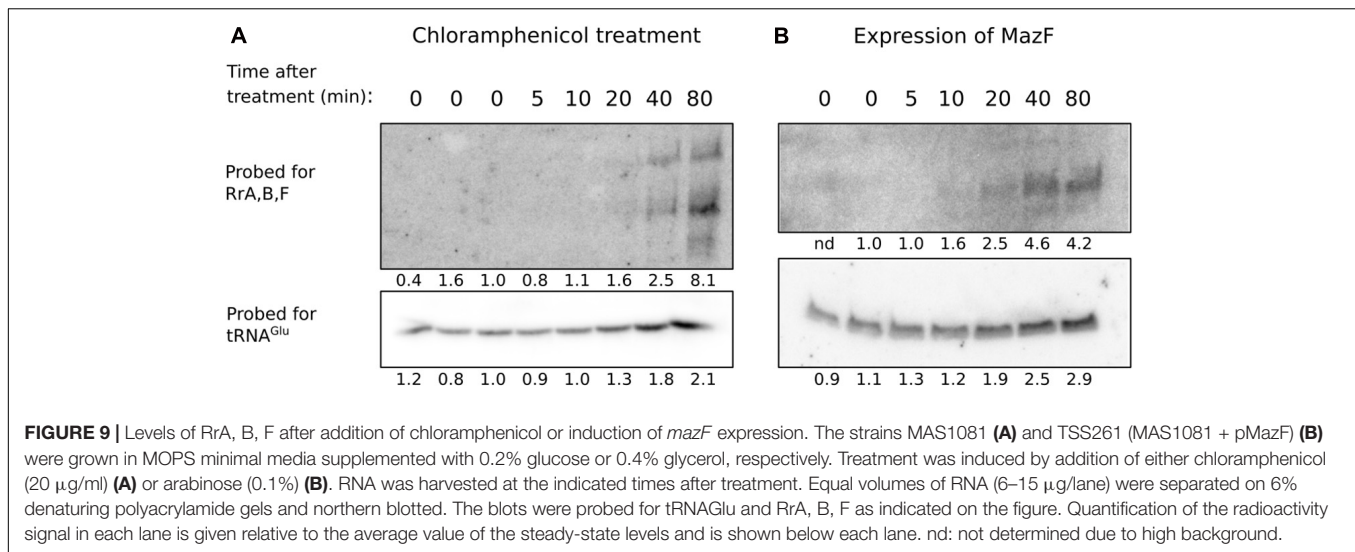 A Chloramphenicol treatment
B Expression of MazF
Time after
treatment (min): 0 0 0 5 10 20 40 80
0 0 5 10 20 40 80
Probed for
RrA,B,F
0.4 1.6 1.0 0.8 1.1 1.6 2.5 8.1
nd 1.0 1.0 1.6 2.5 4.6 4.2
Probed for
tRNAGlu
1.2 0.8 1.0 0.9 1.0 1.3 1.8 2.1
0.9 1.1 1.3 1.2 1.9 2.5 2.9
FIGURE 9 | Levels of RrA, B, F after addition of chloramphenicol or induction of mazF expression. The strains MAS1081 (A) and TSS261 (MAS1081 + pMazF) (B)
were grown in MOPS minimal media supplemented with 0.2% glucose or 0.4% glycerol, respectively. Treatment was induced by addition of either chloramphenicol
(20 μg/ml) (A) or arabinose (0.1%) (B). RNA was harvested at the indicated times after treatment. Equal volumes of RNA (6–15 μg/lane) were separated on 6%
denaturing polyacrylamide gels and northern blotted. The blots were probed for tRNAGlu and RrA, B, F as indicated on the figure. Quantification of the radioactivity
signal in each lane is given relative to the average value of the steady-state levels and is shown below each lane. nd: not determined due to high background.